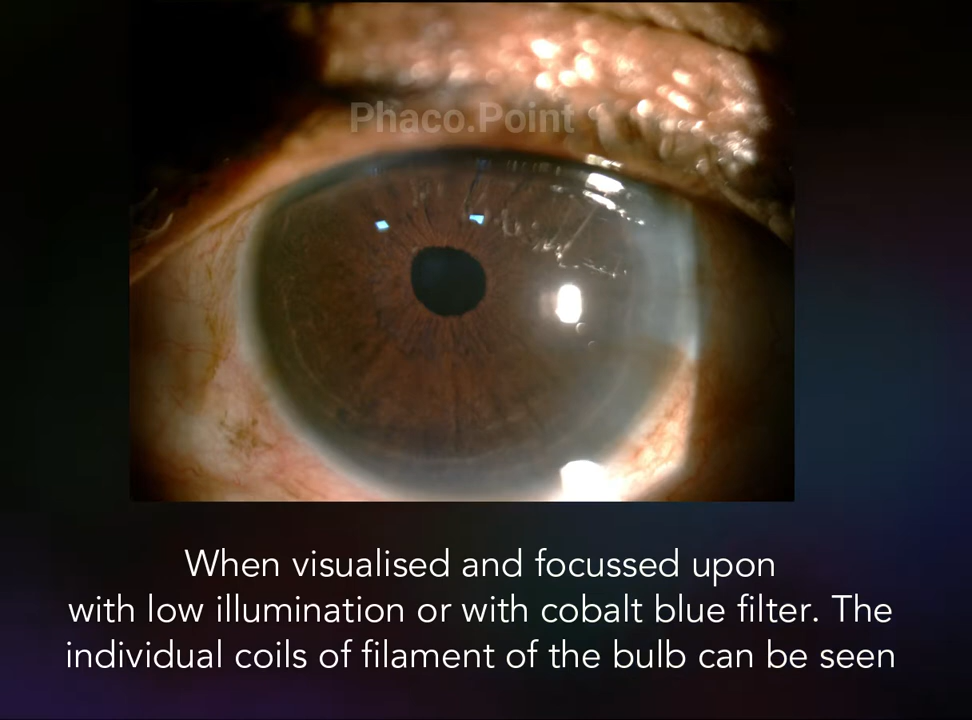 Phaco.Point
When visualised and focussed upon
with low illumination or with cobalt blue filter. The
individual coils of filament of the bulb can be seen